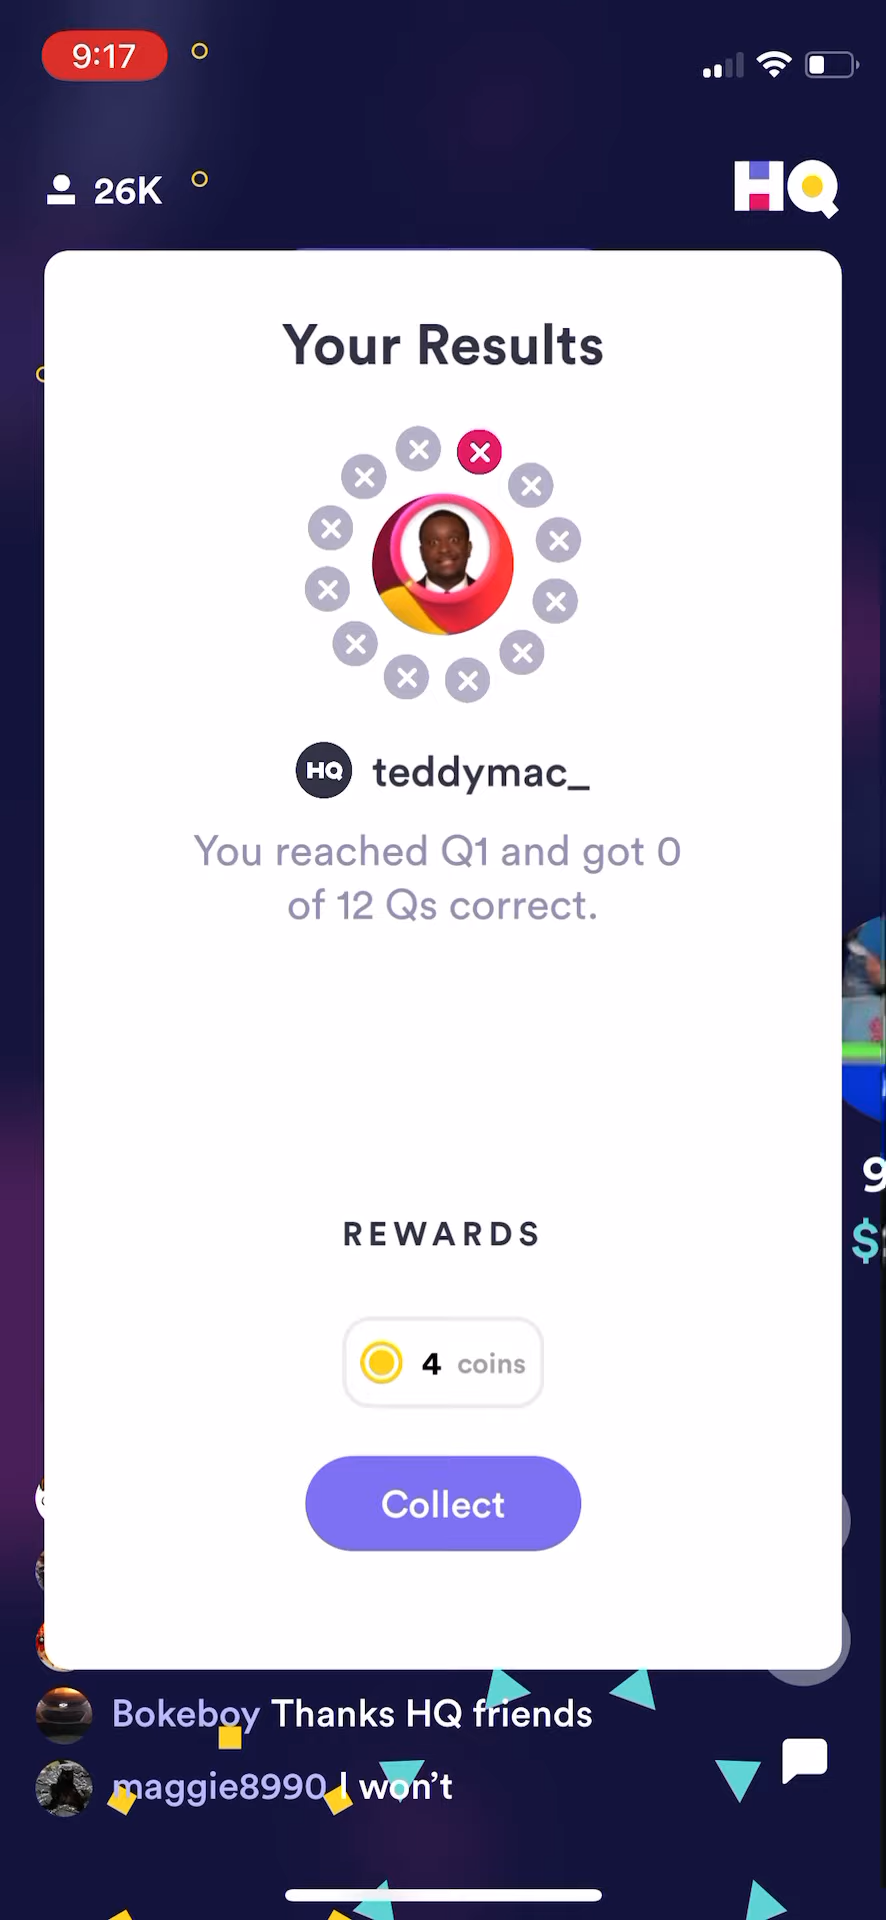 9:17
26K
HQ
Your Results
HQ teddymac_
You reached Q1 and got 0
of 12 Qs correct.
9
$
REWARDS
4 coins
Collect
Bokeboy Thanks HQ friends
maggie8990 I won't